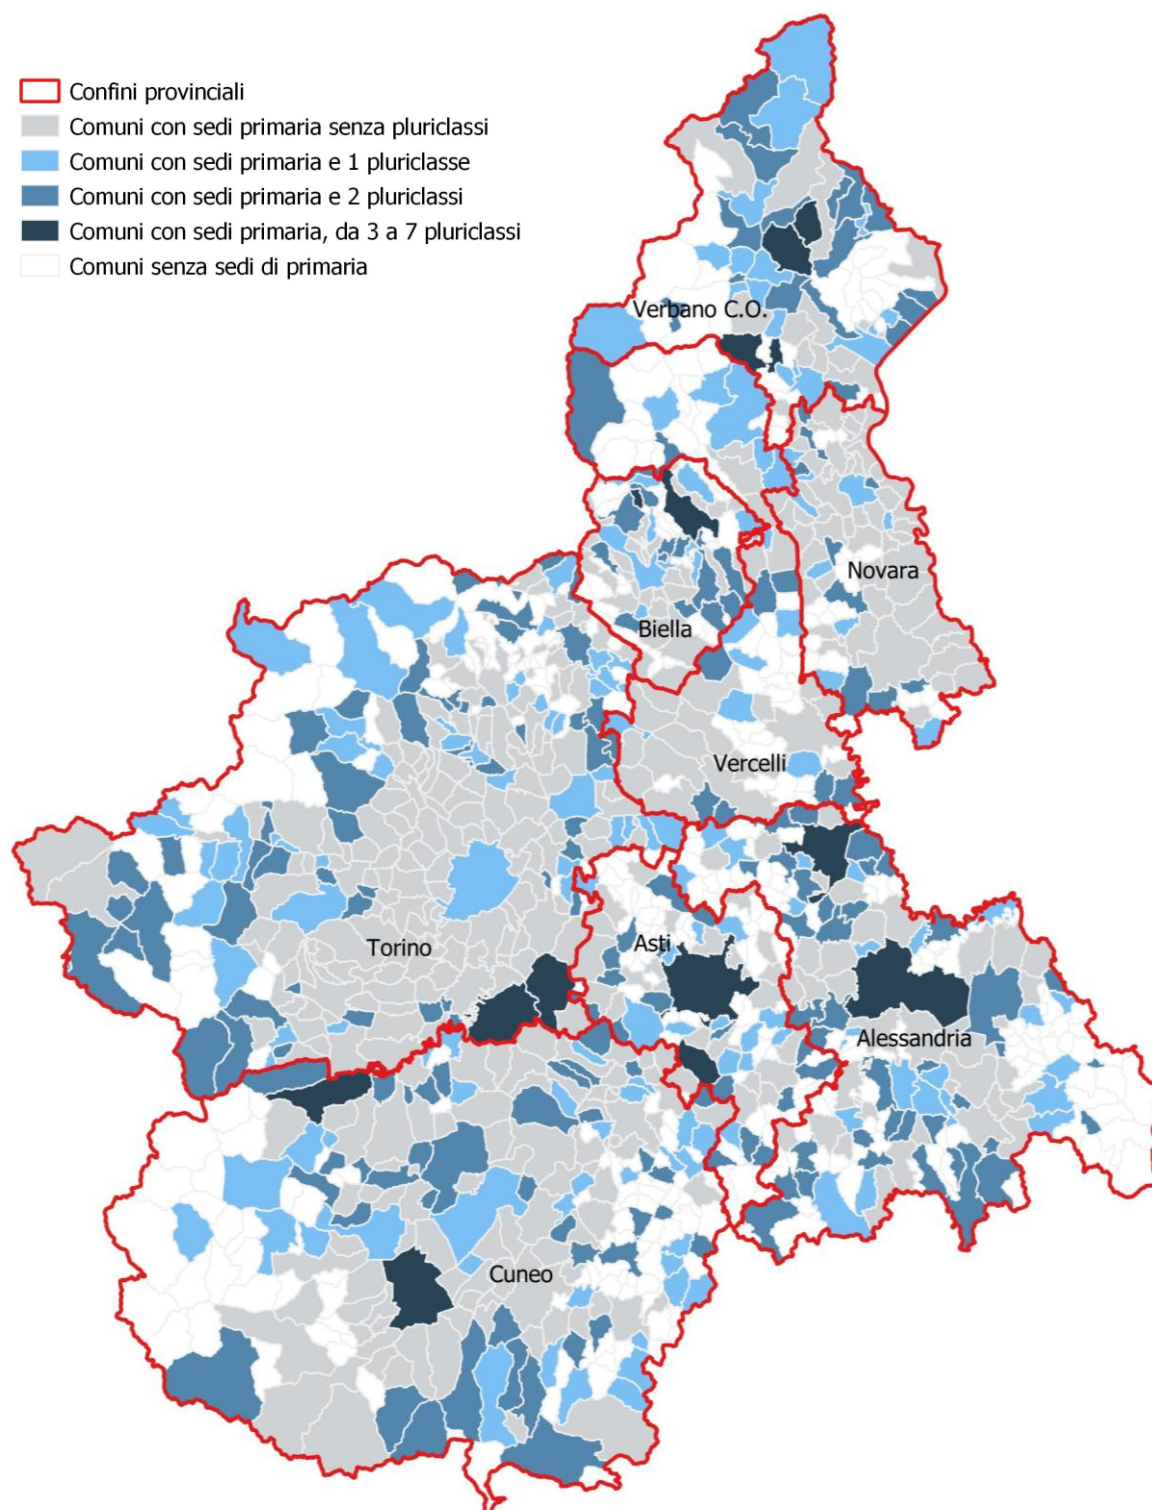 Confini provinciali
Comuni con sedi primaria senza pluriclassi
Comuni con sedi primaria e 1 pluriclasse
Comuni con sedi primaria e 2 pluriclassi
Comuni con sedi primaria, da 3 a 7 pluriclassi
Comuni senza sedi di primaria
Verbano C.O.
Novara
Biella
Vercelli
Torino
Asti
Alessandria
Cuneo